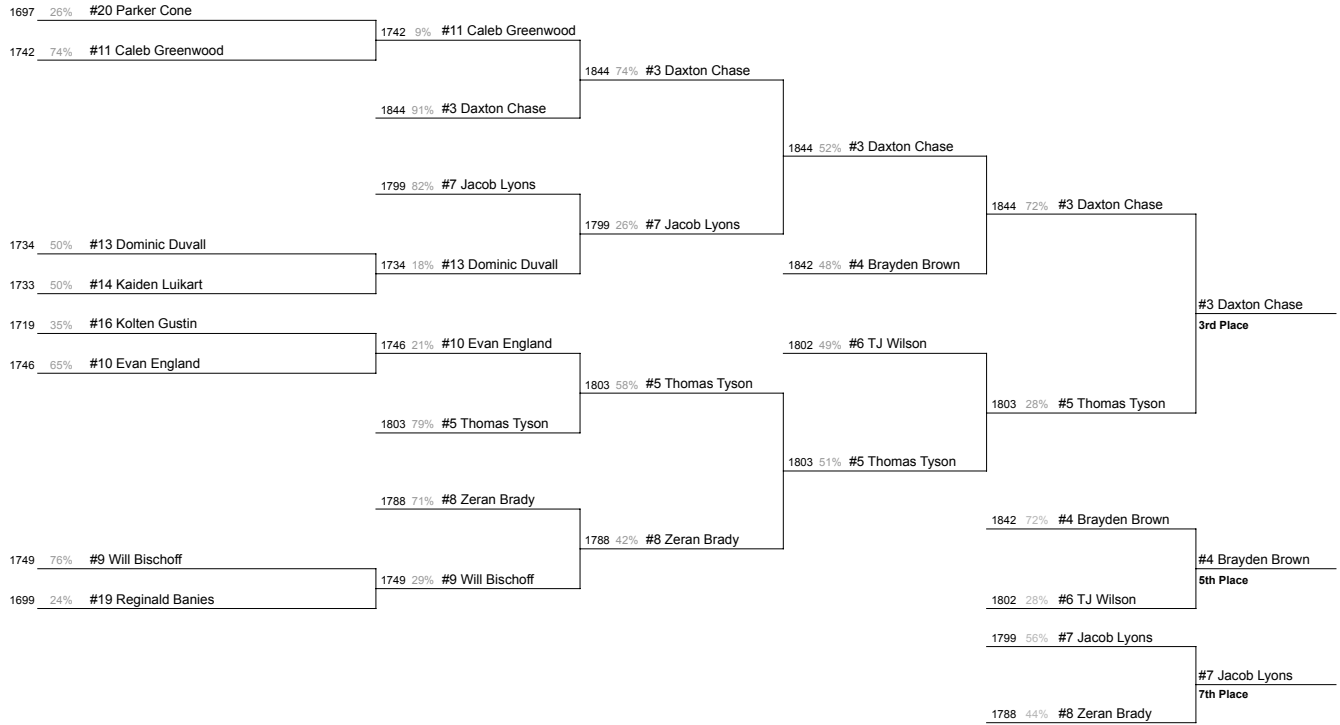 1697 26% #20 Parker Cone
1742 9% #11 Caleb Greenwood
1742 74% #11 Caleb Greenwood
1844 74% #3 Daxton Chase
1844 91% #3 Daxton Chase
1844 52% #3 Daxton Chase
1799 82% #7 Jacob Lyons
1844 72% #3 Daxton Chase
1799 26% #7 Jacob Lyons
1734 50% #13 Dominic Duvall
1734 18% #13 Dominic Duvall
1842 48% #4 Brayden Brown
1733 50% #14 Kaiden Luikart
#3 Daxton Chase
3rd Place
1719 35% #16 Kolten Gustin
1746 21% #10 Evan England
1802 49% #6 TJ Wilson
1746 65% #10 Evan England
1803 58% #5 Thomas Tyson
1803 28% #5 Thomas Tyson
1803 79% #5 Thomas Tyson
1803 51% #5 Thomas Tyson
1788 71% #8 Zeran Brady
1842 72% #4 Brayden Brown
1788 42% #8 Zeran Brady
1749 76% #9 Will Bischoff
#4 Brayden Brown
5th Place
1749 29% #9 Will Bischoff
1699 24% #19 Reginald Banies
1802 28% #6 TJ Wilson
1799 56% #7 Jacob Lyons
#7 Jacob Lyons
7th Place
1788 44% #8 Zeran Brady